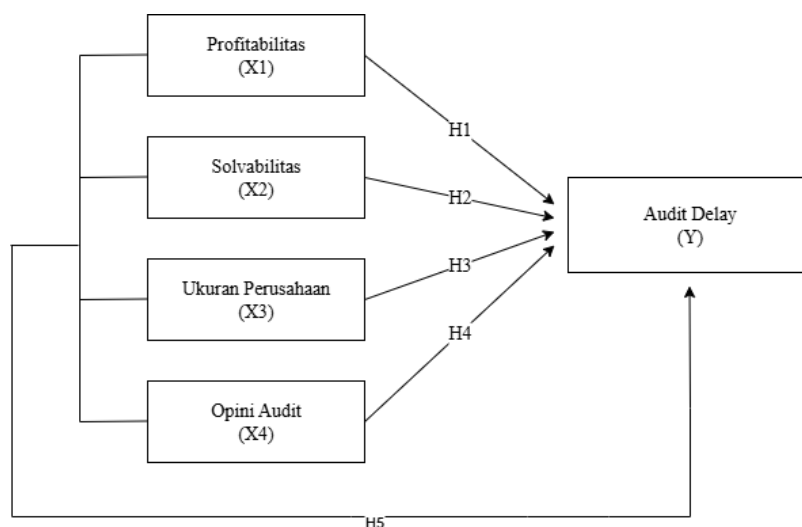 Profitabilitas
(X1)
H1
Solvabilitas
(X2)
H2
Audit Delay
(Y)
Ukuran Perusahaan
(X3)
H3
H4
Opini Audit
(X4)
H5